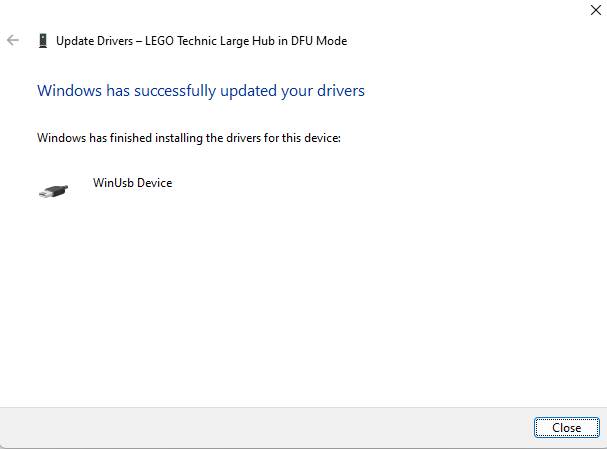 Update Drivers – LEGO Technic Large Hub in DFU Mode
Windows has successfully updated your drivers
Windows has finished installing the drivers for this device:
WinUsb Device
Close